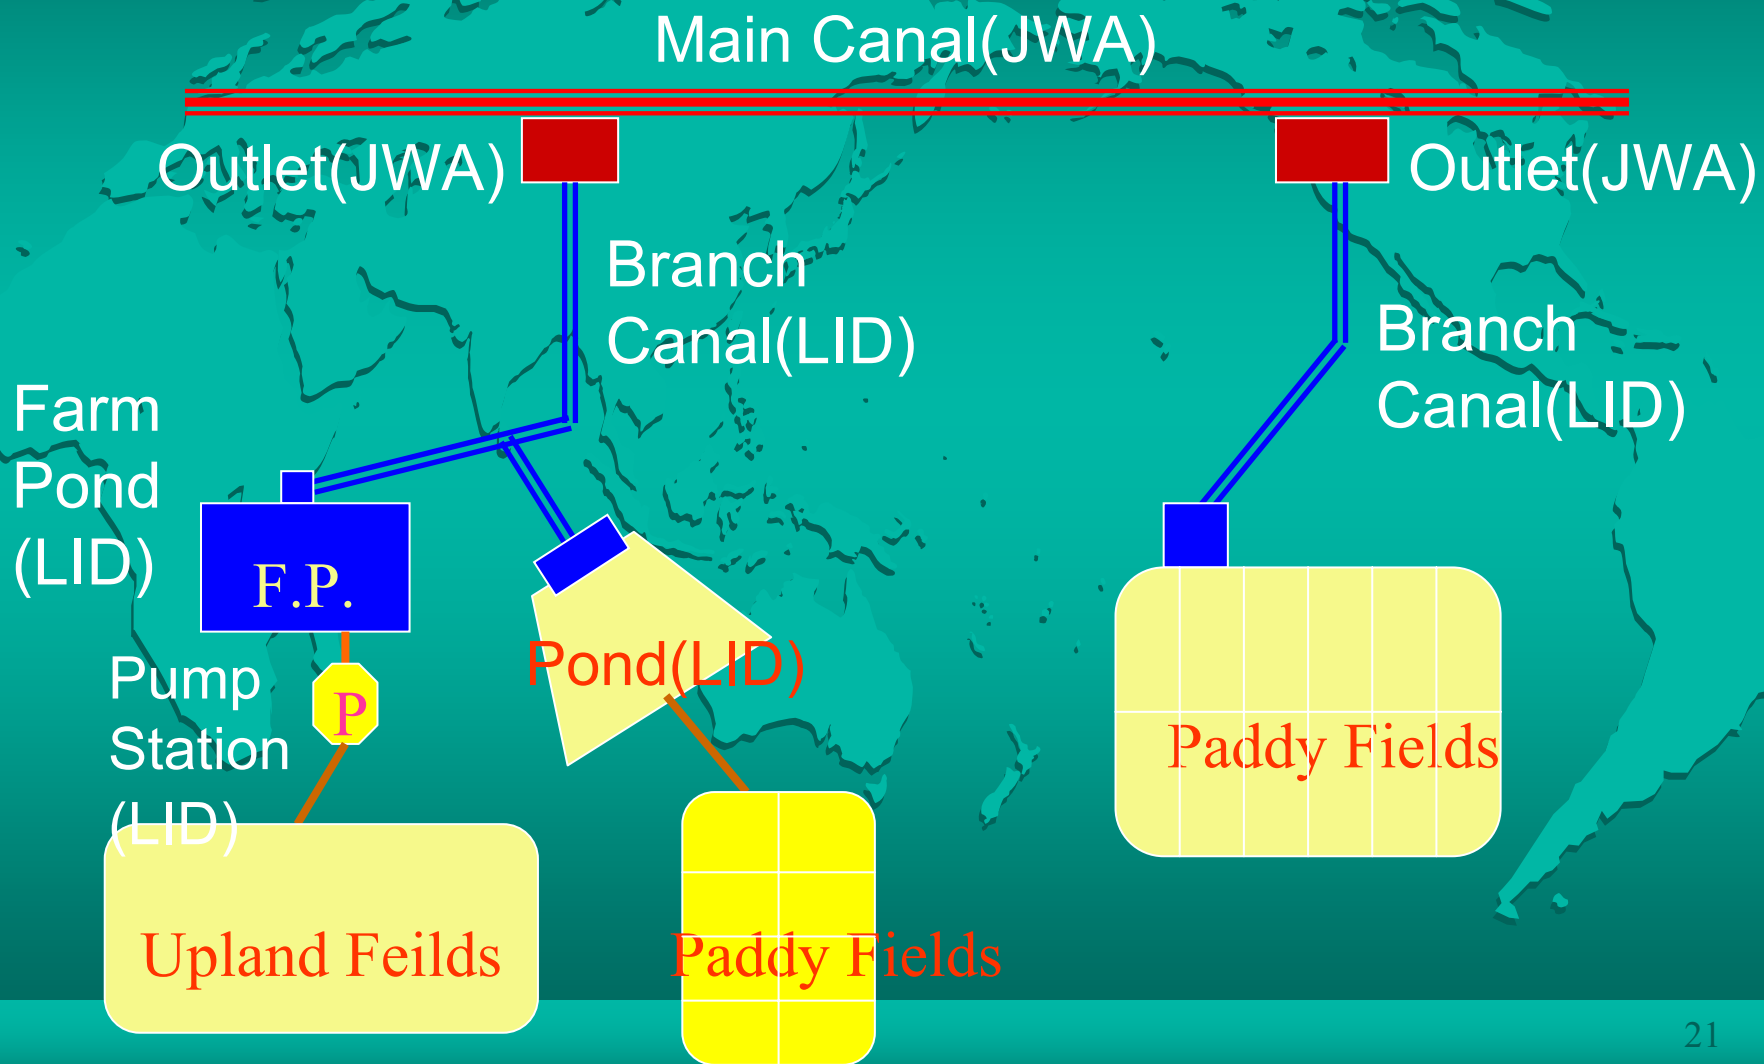 Main Canal(JWA)
Outlet(JWA)
Outlet(JWA)
Branch
Canal(LID)
Branch
Canal(LID)
Farm
Pond
(LID)
F.P.
Pump
Station
(LID)
P
Pond(LID)
Paddy Fields
Upland Feilds
Paddy Fields
21